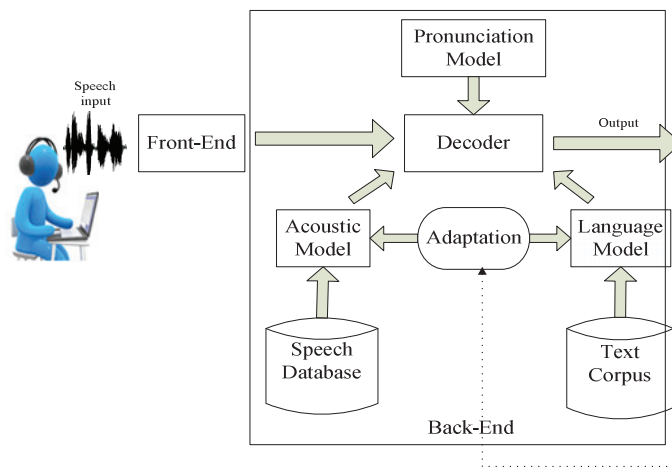 Pronunciation
Model
Speech
input
Front-End
Decoder
Output
Acoustic
Model
Adaptation
Language
Model
Speech
Database
Text
Corpus
Back-End